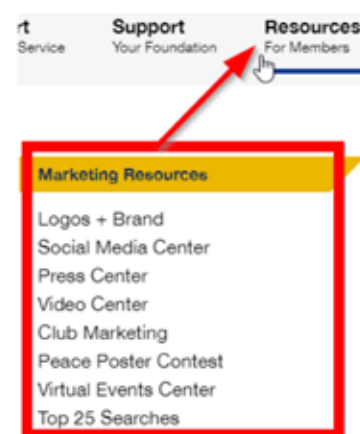 rt Support Resources
Service Your Foundation For Members
Marketing Resources
Logos + Brand
Social Media Center
Press Center
Video Center
Club Marketing
Peace Poster Contest
Virtual Events Center
Top 25 Searches